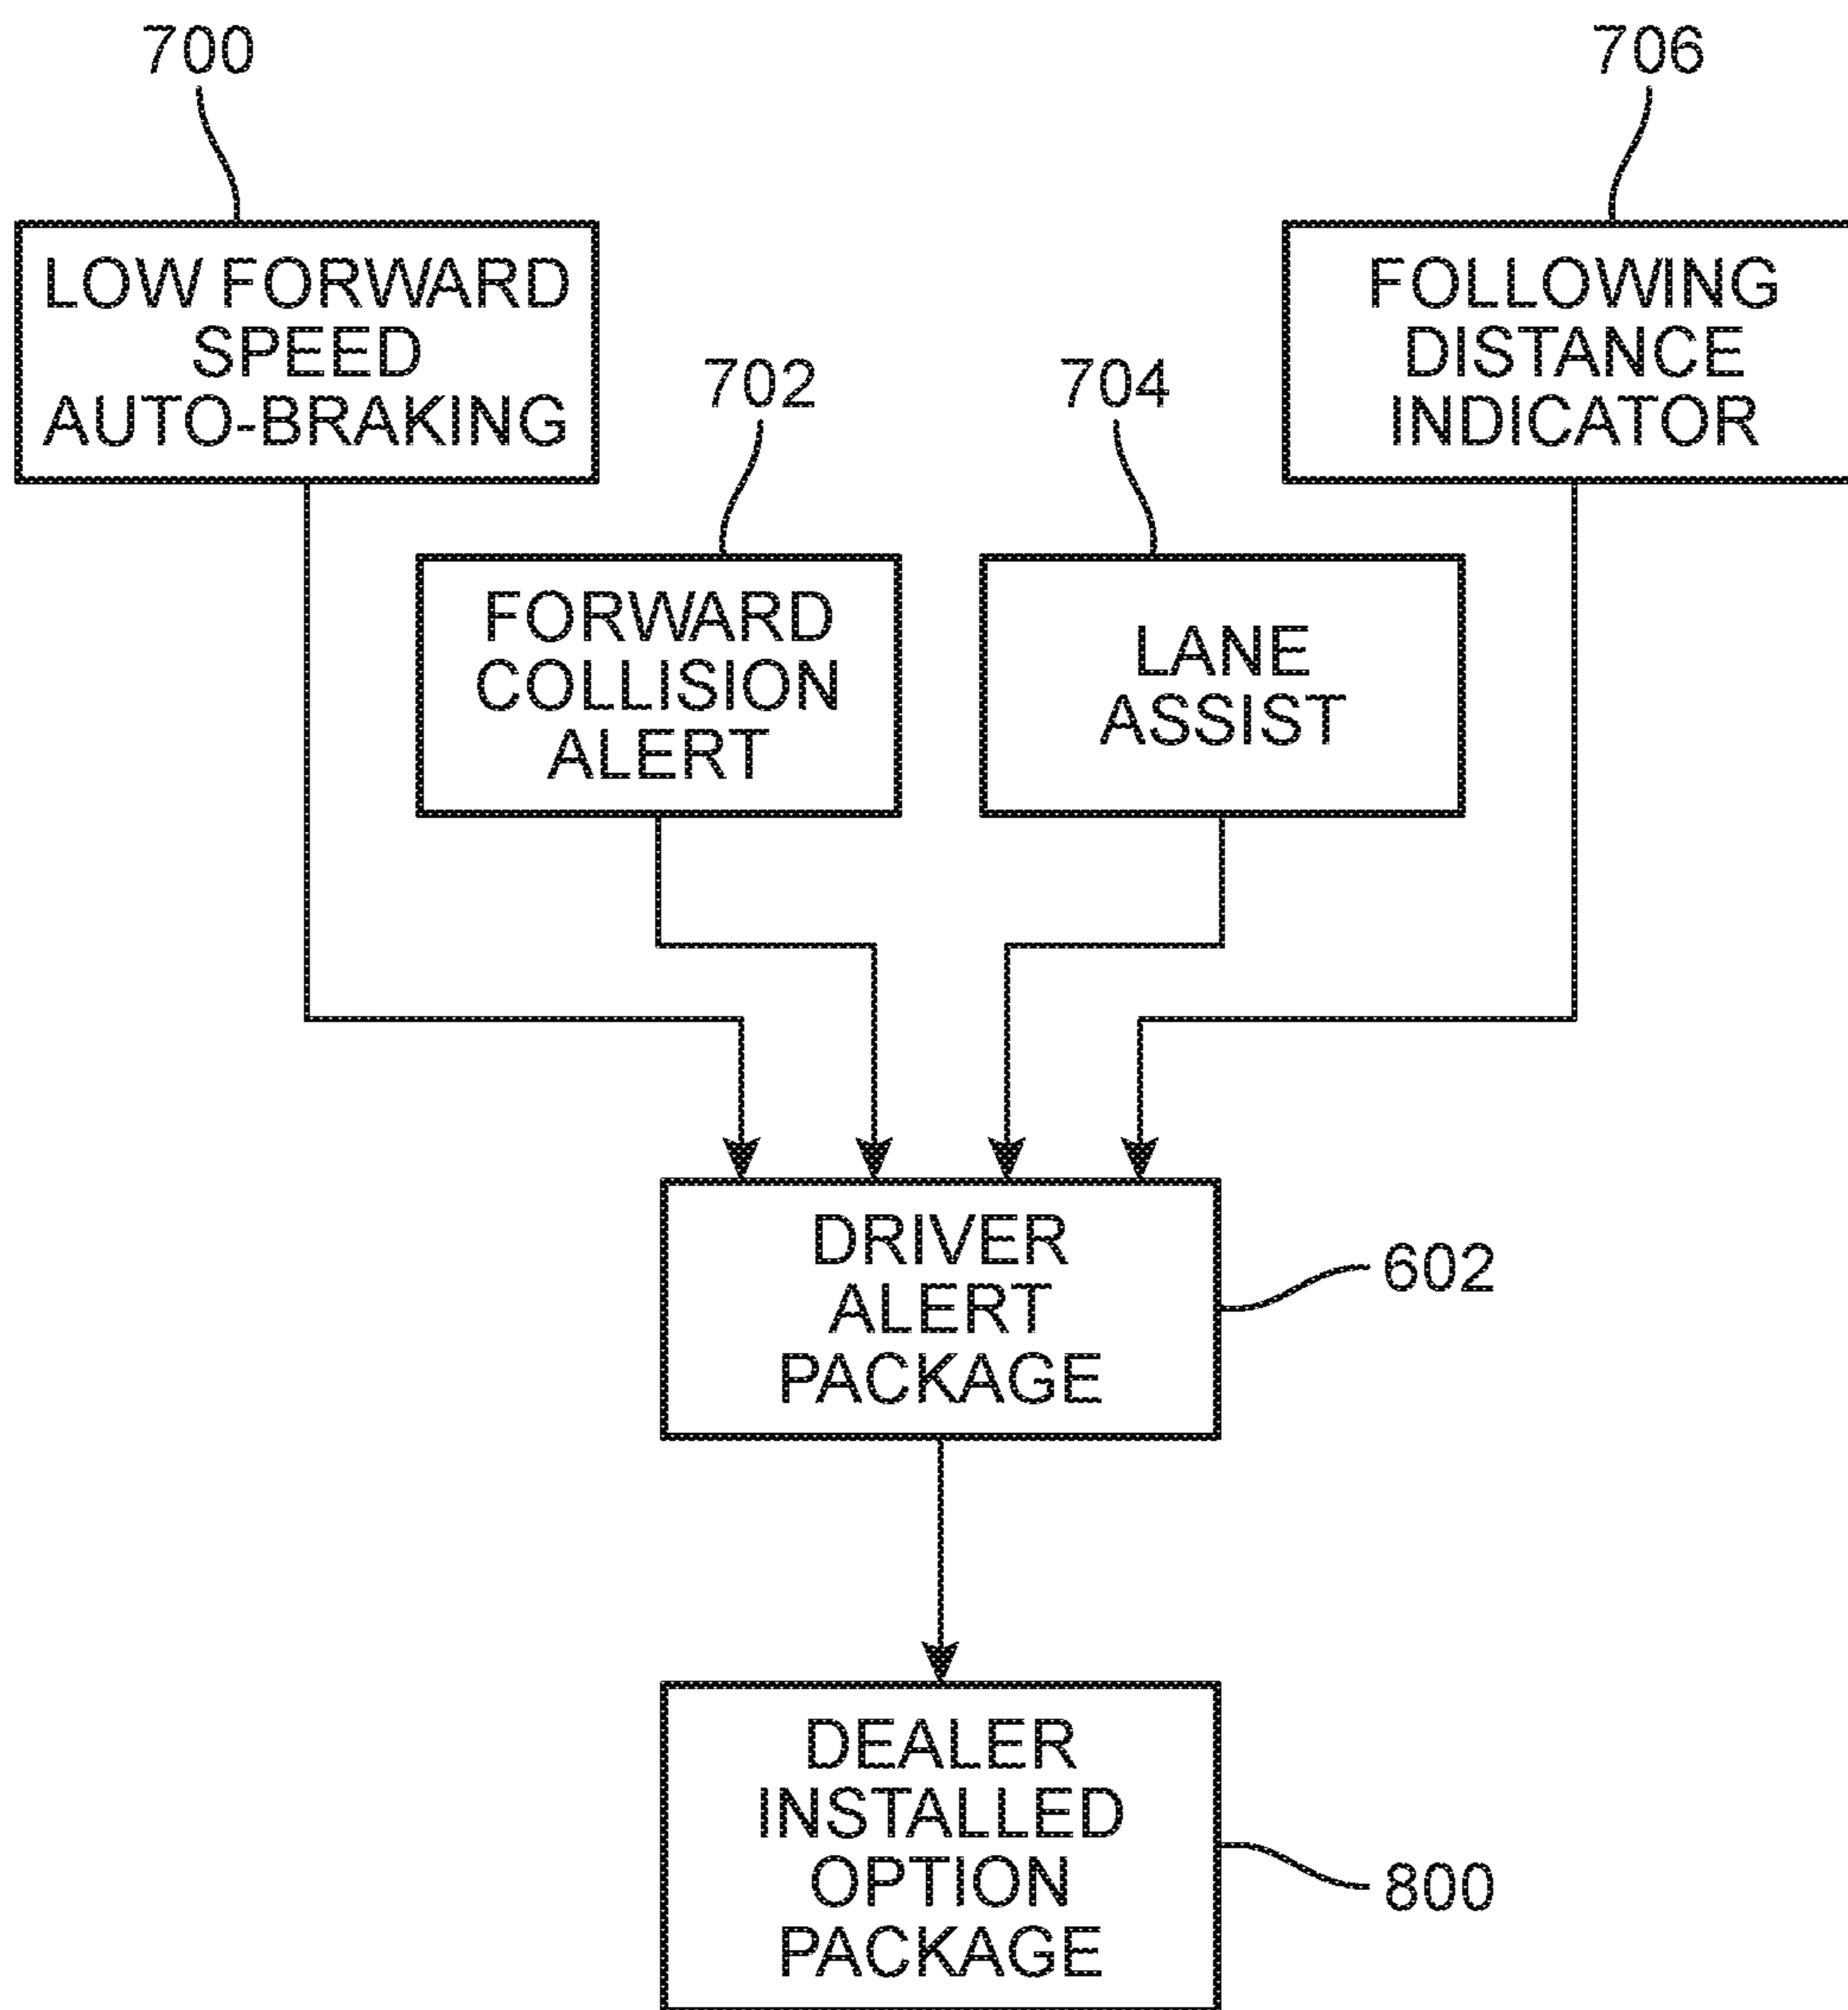 700
706
LOW FORWARD
SPEED
AUTO-BRAKING
FOLLOWING
DISTANCE
INDICATOR
702
704
FORWARD
COLLISION
ALERT
LANE
ASSIST
DRIVER
ALERT
PACKAGE
602
DEALER
INSTALLED
OPTION
PACKAGE
800